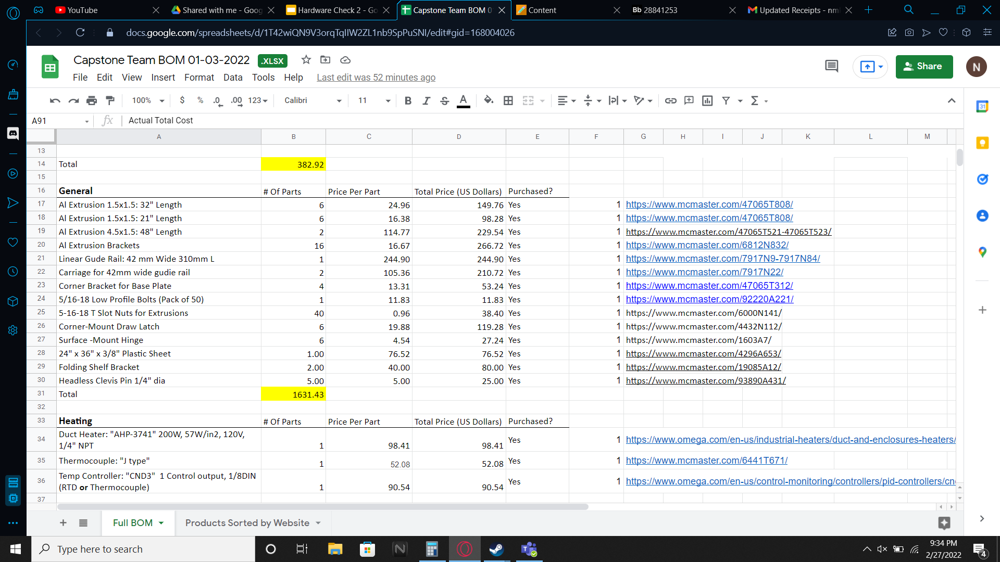 YouTube
Shared with me - Goog
Hardware Check 2 - Go
Capstone Team BOM 0
Content
Bb 28841253
Updated Receipts - nml
docs.google.com/spreadsheets/d/1T42wiQN9V3orqTqIIW2ZL1nb9SpPuSNI/edit#gid=168004026
Capstone Team BOM 01-03-2022 .XLSX
Share
N
File Edit View Insert Format Data Tools Help Last edit was 52 minutes ago
100% $ % .0 .00 123 Calibri 11 B I S A
31
A91 fx Actual Total Cost
A B C D E F G H I J K L M
13
14 Total 382.92
15
16 General # Of Parts Price Per Part Total Price (US Dollars) Purchased?
17 Al Extrusion 1.5x1.5: 32" Length 6 24.96 149.76 Yes 1 https://www.mcmaster.com/47065T808/
18 Al Extrusion 1.5x1.5: 21" Length 6 16.38 98.28 Yes 1 https://www.mcmaster.com/47065T808/
19 Al Extrusion 4.5x1.5: 48" Length 2 114.77 229.54 Yes 1 https://www.mcmaster.com/47065T521-47065T523/
20 Al Extrusion Brackets 16 16.67 266.72 Yes 1 https://www.mcmaster.com/6812N832/
21 Linear Gude Rail: 42 mm Wide 310mm L 1 244.90 244.90 Yes 1 https://www.mcmaster.com/7917N9-7917N84/
22 Carriage for 42mm wide gudie rail 2 105.36 210.72 Yes 1 https://www.mcmaster.com/7917N22/
23 Corner Bracket for Base Plate 4 13.31 53.24 Yes 1 https://www.mcmaster.com/47065T312/
24 5/16-18 Low Profile Bolts (Pack of 50) 1 11.83 11.83 Yes 1 https://www.mcmaster.com/92220A221/
25 5-16-18 T Slot Nuts for Extrusions 40 0.96 38.40 Yes 1 https://www.mcmaster.com/6000N141/
26 Corner-Mount Draw Latch 6 19.88 119.28 Yes 1 https://www.mcmaster.com/4432N112/
27 Surface -Mount Hinge 6 4.54 27.24 Yes 1 https://www.mcmaster.com/1603A7/
28 24" x 36" x 3/8" Plastic Sheet 1.00 76.52 76.52 Yes 1 https://www.mcmaster.com/4296A653/
29 Folding Shelf Bracket 2.00 40.00 80.00 Yes 1 https://www.mcmaster.com/19085A12/
30 Headless Clevis Pin 1/4" dia 5.00 5.00 25.00 Yes 1 https://www.mcmaster.com/93890A431/
31 Total 1631.43
32
33 Heating # Of Parts Price Per Part Total Price (US Dollars) Purchased?
34 Duct Heater: "AHP-3741" 200W, 57W/in2, 120V,
1/4" NPT 1 98.41 98.41 Yes 1 https://www.omega.com/en-us/industrial-heaters/duct-and-enclosures-heaters/
35 Thermocouple: "J type" 1 52.08 52.08 Yes 1 https://www.mcmaster.com/6441T671/
36 Temp Controller: "CND3" 1 Control output, 1/8DIN
(RTD or Thermocouple) 1 90.54 90.54 Yes 1 https://www.omega.com/en-us/control-monitoring/controllers/pid-controllers/cn
37
Full BOM Products Sorted by Website
Type here to search
9:34 PM
2/27/2022
4